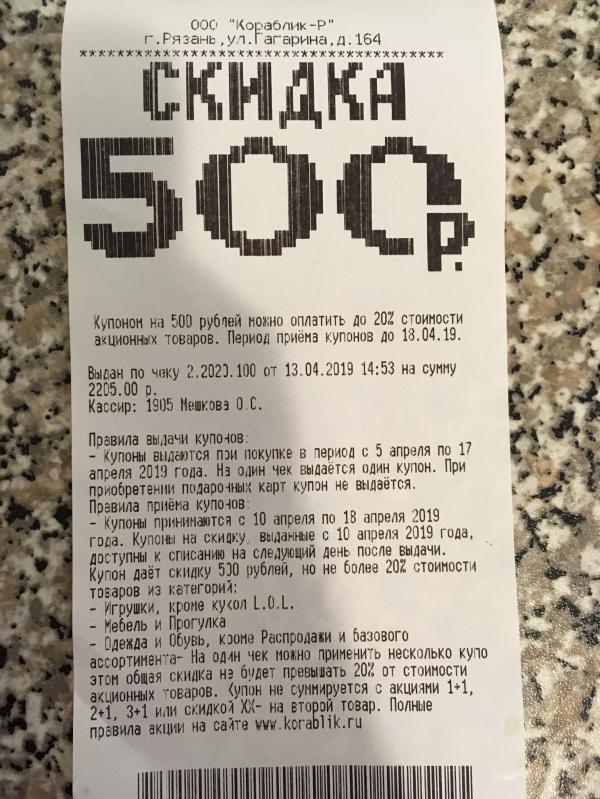 ООО "Кораблик-Р"
г.Рязань,ул.Гагарина,д.164
************************************************
СКИДКА
500 р.
Купоном на 500 рублей можно оплатить до 20% стоимости
акционных товаров. Период приёма купонов до 18.04.19.
Выдан по чеку 2.2020.100 от 13.04.2019 14:53 на сумму
2205.00 р.
Кассир: 1905 Мешкова О.С.
Правила выдачи купонов:
- Купоны выдаются при покупке в период с 5 апреля по 17
апреля 2019 года. На один чек выдаётся один купон. При
приобретении подарочных карт купон не выдаётся.
Правила приёма купонов:
- Купоны принимаются с 10 апреля по 18 апреля 2019
года. Купоны на скидку, выданные с 10 апреля 2019 года,
доступны к списанию на следующий день после выдачи.
Купон даёт скидку 500 рублей, но не более 20% стоимости
товаров из категорий:
- Игрушки, кроме кукол L.O.L.
- Мебель и Прогулка
- Одежда и Обувь, кроме Распродажи и базового
ассортимента- На один чек можно применить несколько купо
этом общая скидка не будет превышать 20% от стоимости
акционных товаров. Купон не суммируется с акциями 1+1,
2+1, 3+1 или скидкой XX- на второй товар. Полные
правила акции на сайте www.korablik.ru